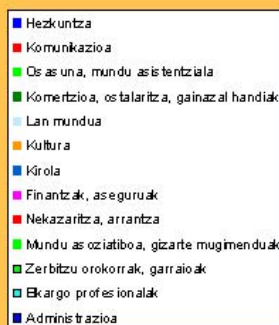 Hezkuntza
Komunikazioa
Osasuna, mundu asistentziala
Komertzioa, ostalaritza, gainazal handiak
Lan mundua
Kultura
Kirola
Finantzak, aseguruak
Nekazaritza, arrantza
Mundu asoziatiboa, gizarte mugimenduak
Zerbitzu orokorrak, garraioak
Elkargo profesionalak
Administrazioa